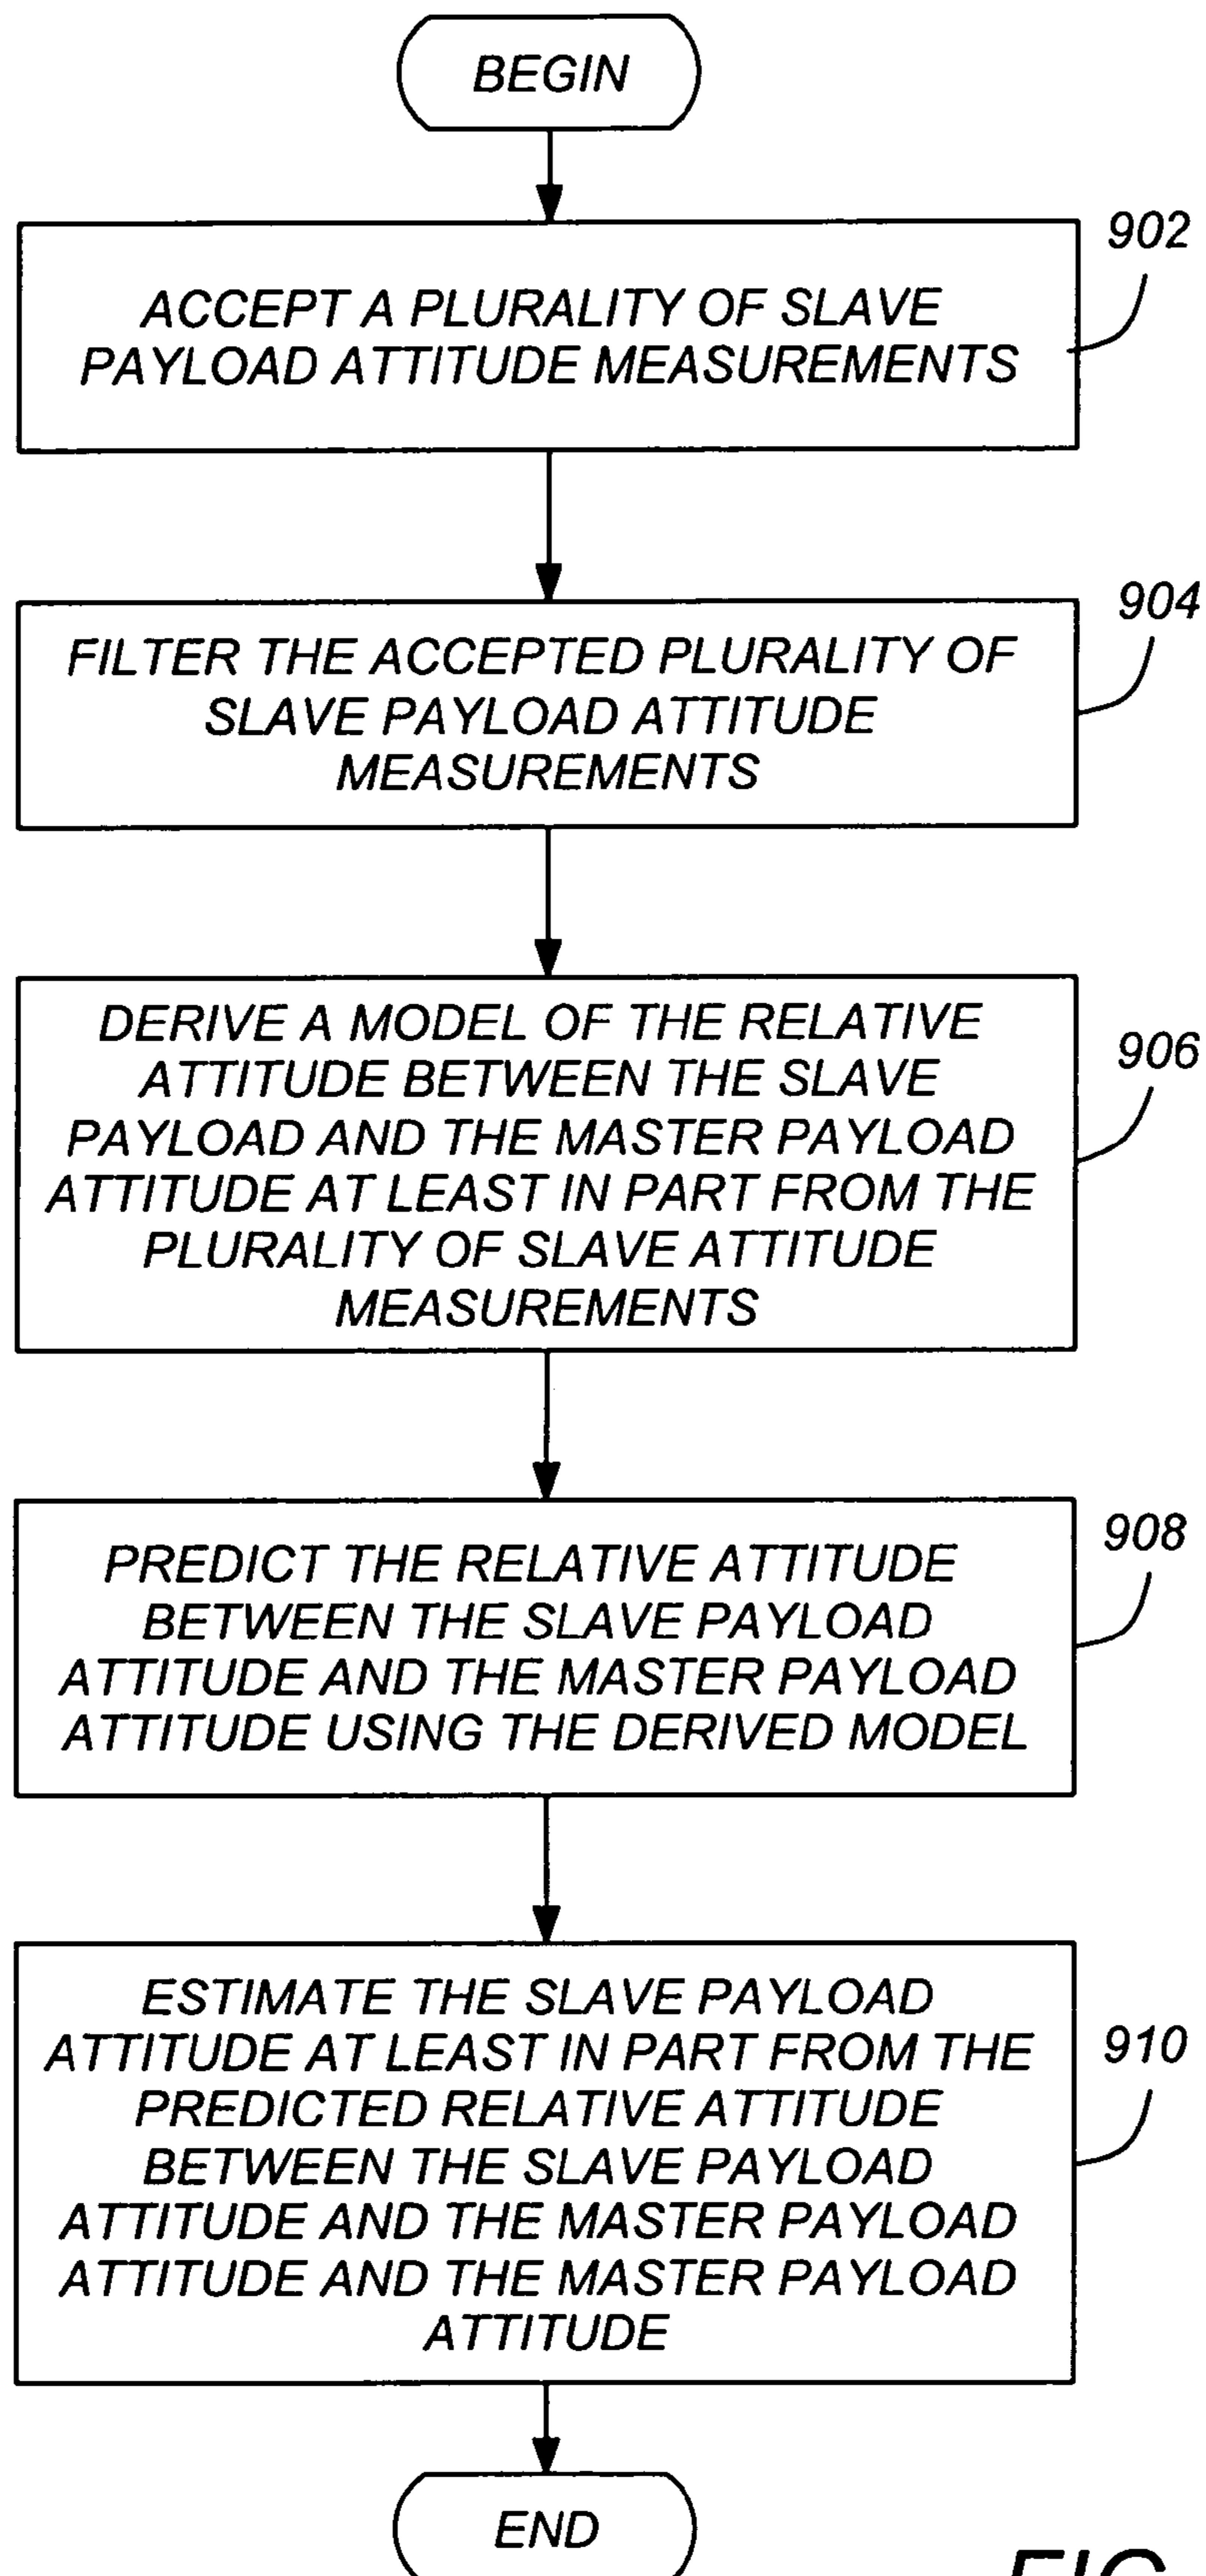 BEGIN
902
ACCEPT A PLURALITY OF SLAVE
PAYLOAD ATTITUDE MEASUREMENTS
904
FILTER THE ACCEPTED PLURALITY OF
SLAVE PAYLOAD ATTITUDE
MEASUREMENTS
906
DERIVE A MODEL OF THE RELATIVE
ATTITUDE BETWEEN THE SLAVE
PAYLOAD AND THE MASTER PAYLOAD
ATTITUDE AT LEAST IN PART FROM THE
PLURALITY OF SLAVE ATTITUDE
MEASUREMENTS
908
PREDICT THE RELATIVE ATTITUDE
BETWEEN THE SLAVE PAYLOAD
ATTITUDE AND THE MASTER PAYLOAD
ATTITUDE USING THE DERIVED MODEL
910
ESTIMATE THE SLAVE PAYLOAD
ATTITUDE AT LEAST IN PART FROM THE
PREDICTED RELATIVE ATTITUDE
BETWEEN THE SLAVE PAYLOAD
ATTITUDE AND THE MASTER PAYLOAD
ATTITUDE AND THE MASTER PAYLOAD
ATTITUDE
END
FIG